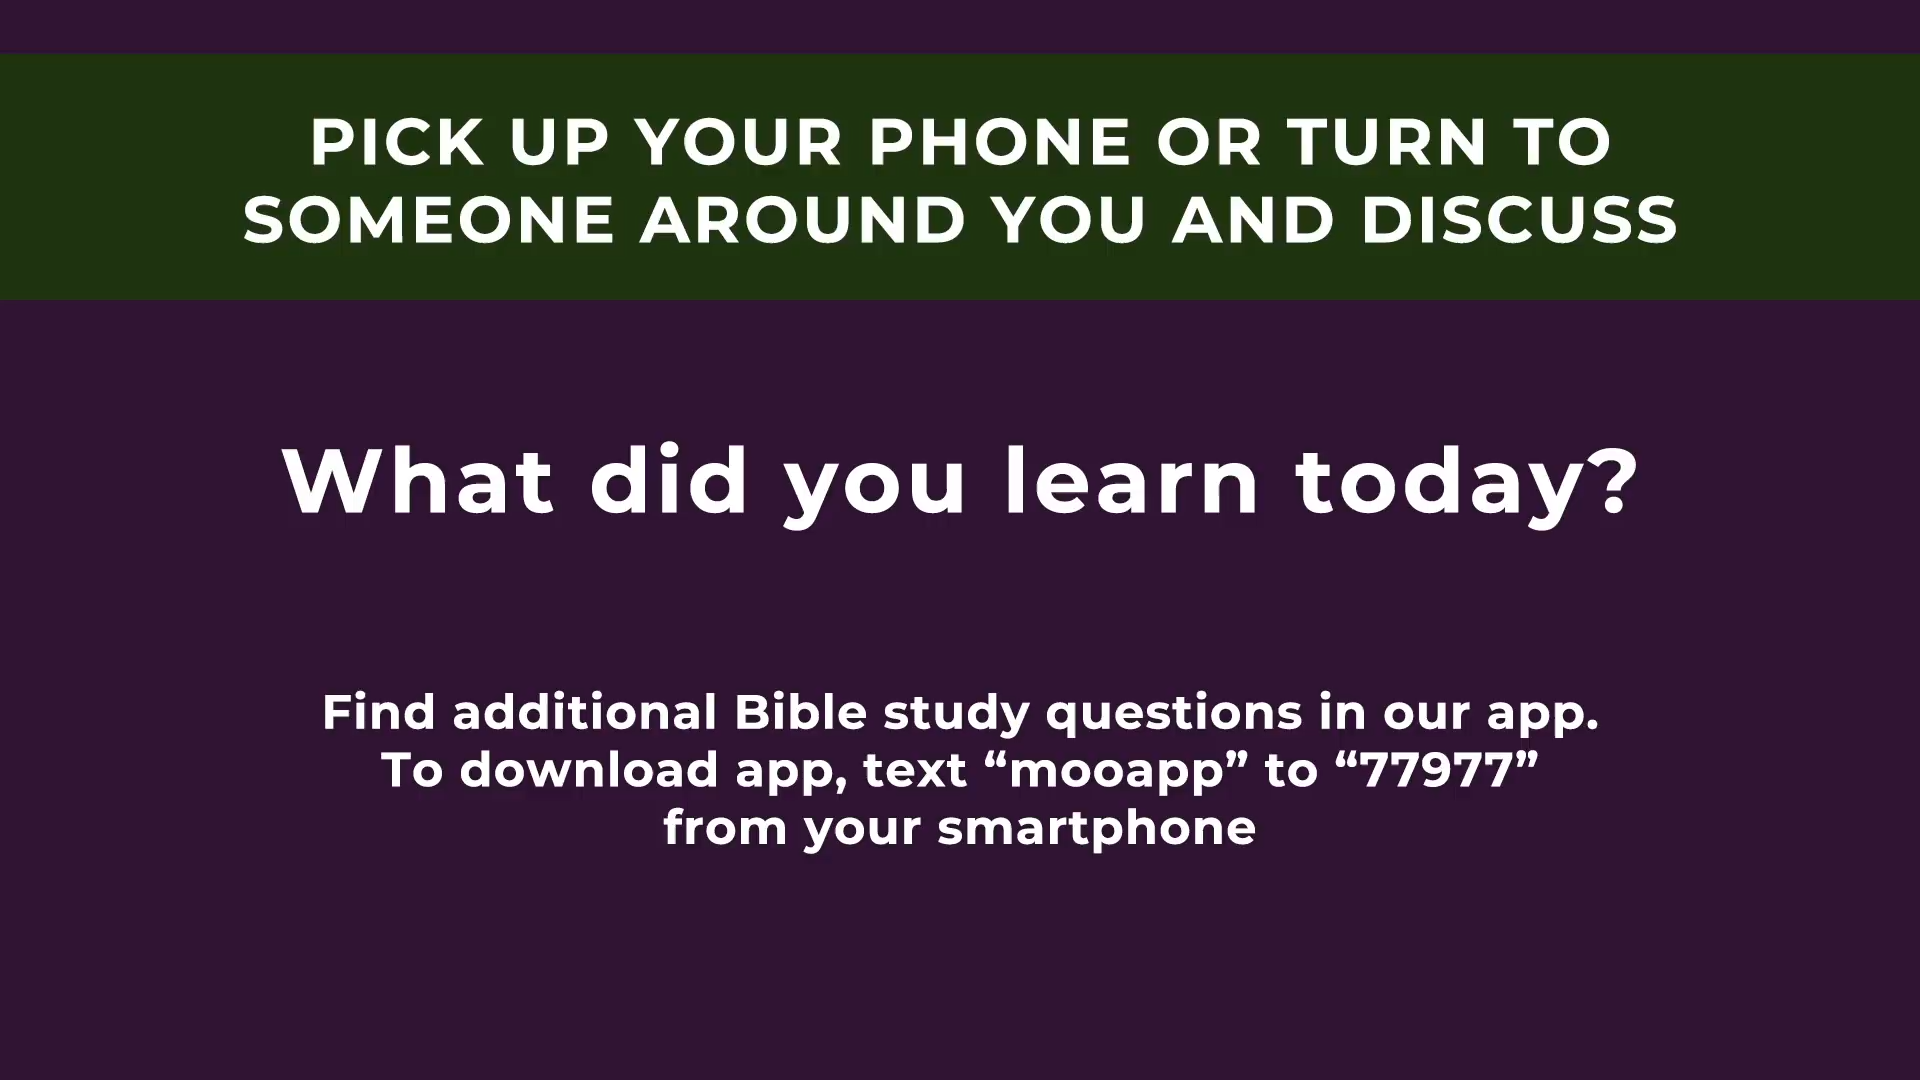 PICK UP YOUR PHONE OR TURN TO
SOMEONE AROUND YOU AND DISCUSS
What did you learn today?
Find additional Bible study questions in our app.
To download app, text “mooapp” to “77977”
from your smartphone